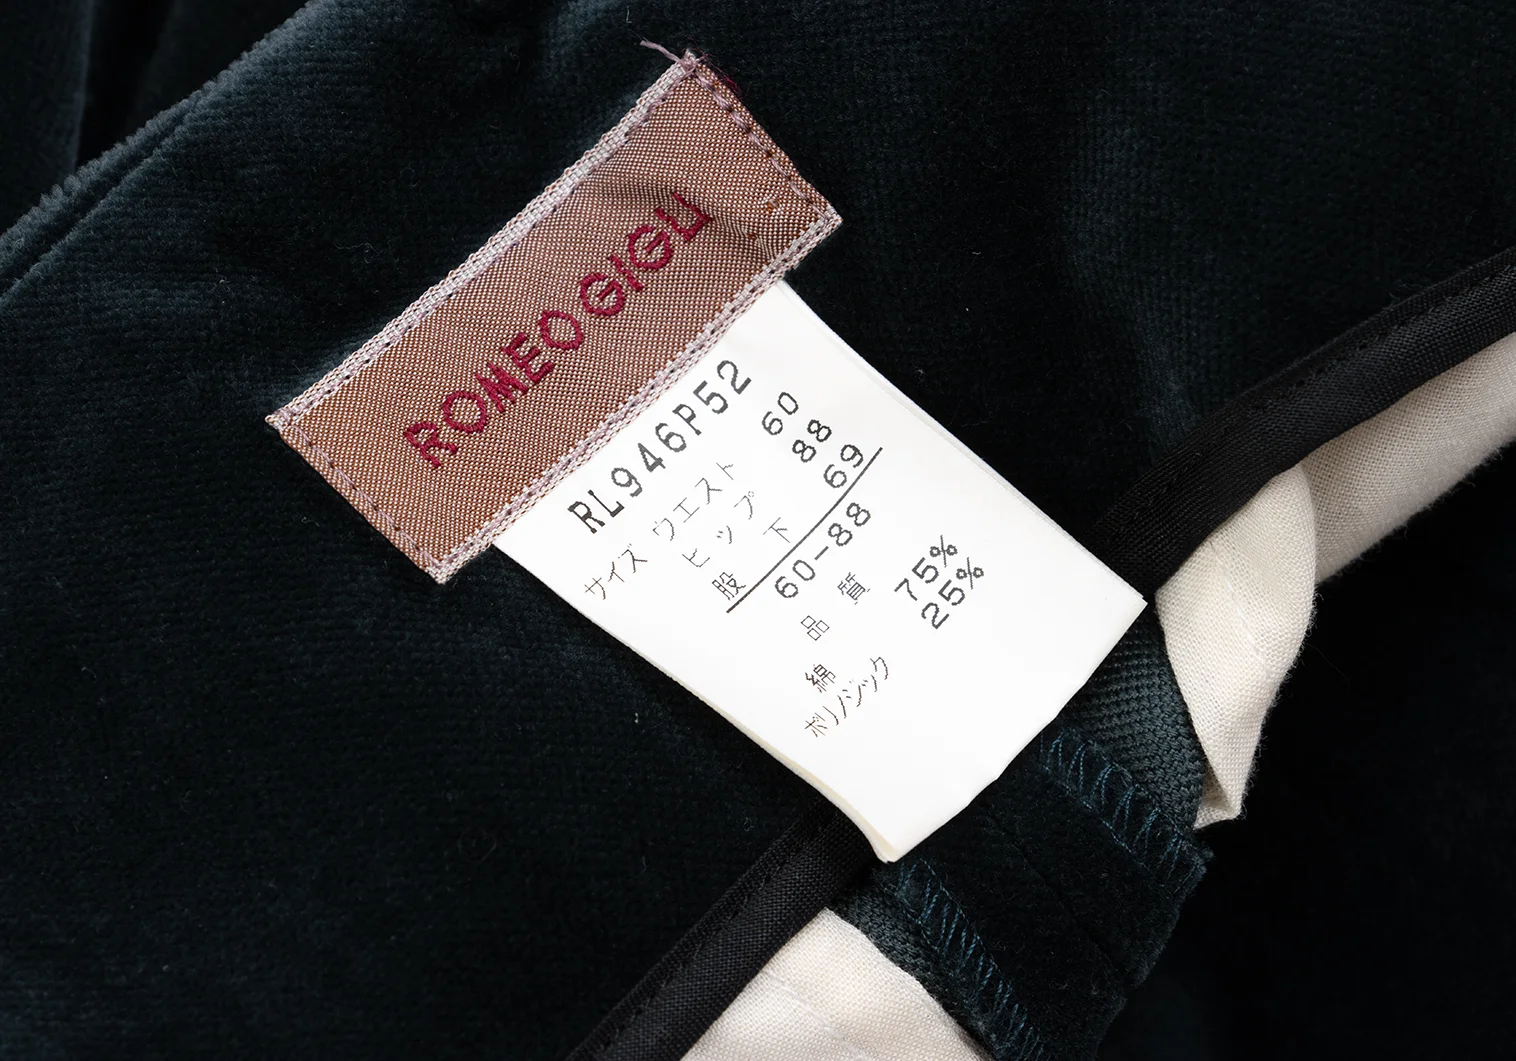 ROMEO GIGLI
RL946P52
サイズ ウエスト 60
ヒップ 88
股下 69
60-88
品質
綿 75%
ポリノジック 25%